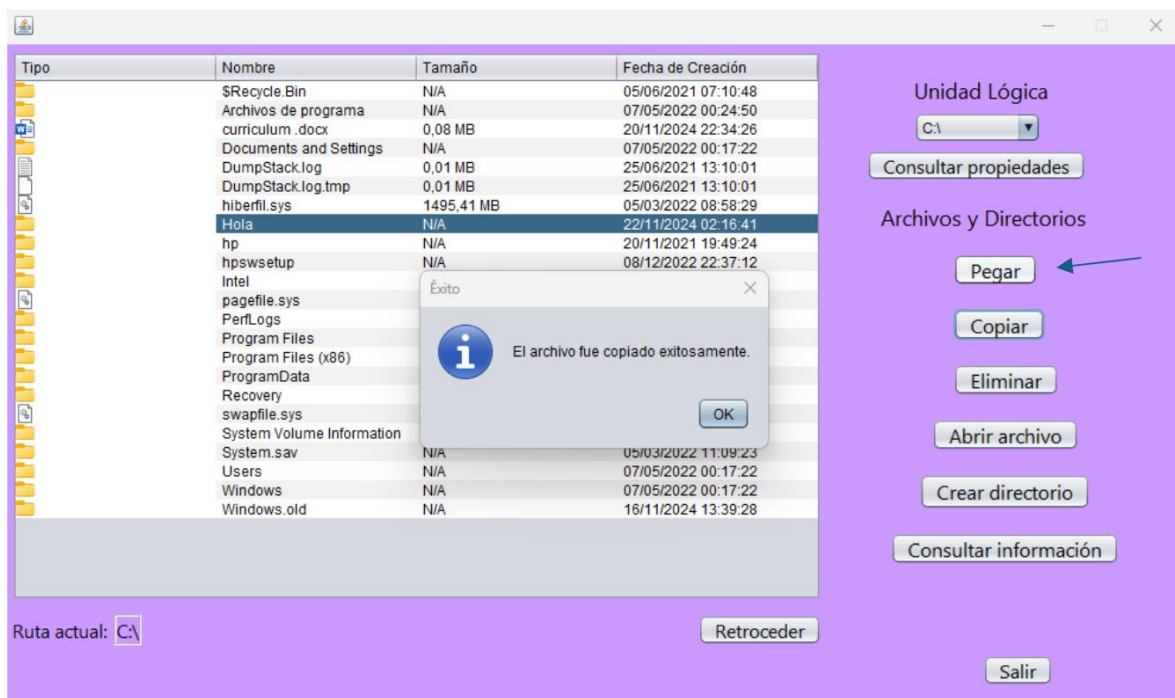 Tipo Nombre Tamaño Fecha de Creación
$Recycle.Bin N/A 05/06/2021 07:10:48
Archivos de programa N/A 07/05/2022 00:24:50
curriculum .docx 0,08 MB 20/11/2024 22:34:26
Documents and Settings N/A 07/05/2022 00:17:22
DumpStack.log 0,01 MB 25/06/2021 13:10:01
DumpStack.log.tmp 0,01 MB 25/06/2021 13:10:01
hiberfil.sys 1495,41 MB 05/03/2022 08:58:29
Hola N/A 22/11/2024 02:16:41
hp N/A 20/11/2021 19:49:24
hpswsetup N/A 08/12/2022 22:37:12
Intel
pagefile.sys
PerfLogs
Program Files
Program Files (x86)
ProgramData
Recovery
swapfile.sys
System Volume Information
System.sav N/A 05/03/2022 11:09:23
Users N/A 07/05/2022 00:17:22
Windows N/A 07/05/2022 00:17:22
Windows.old N/A 16/11/2024 13:39:28
Éxito
El archivo fue copiado exitosamente.
OK
Unidad Lógica
C:\
Consultar propiedades
Archivos y Directorios
Pegar
Copiar
Eliminar
Abrir archivo
Crear directorio
Consultar información
Ruta actual: C:\
Retroceder
Salir